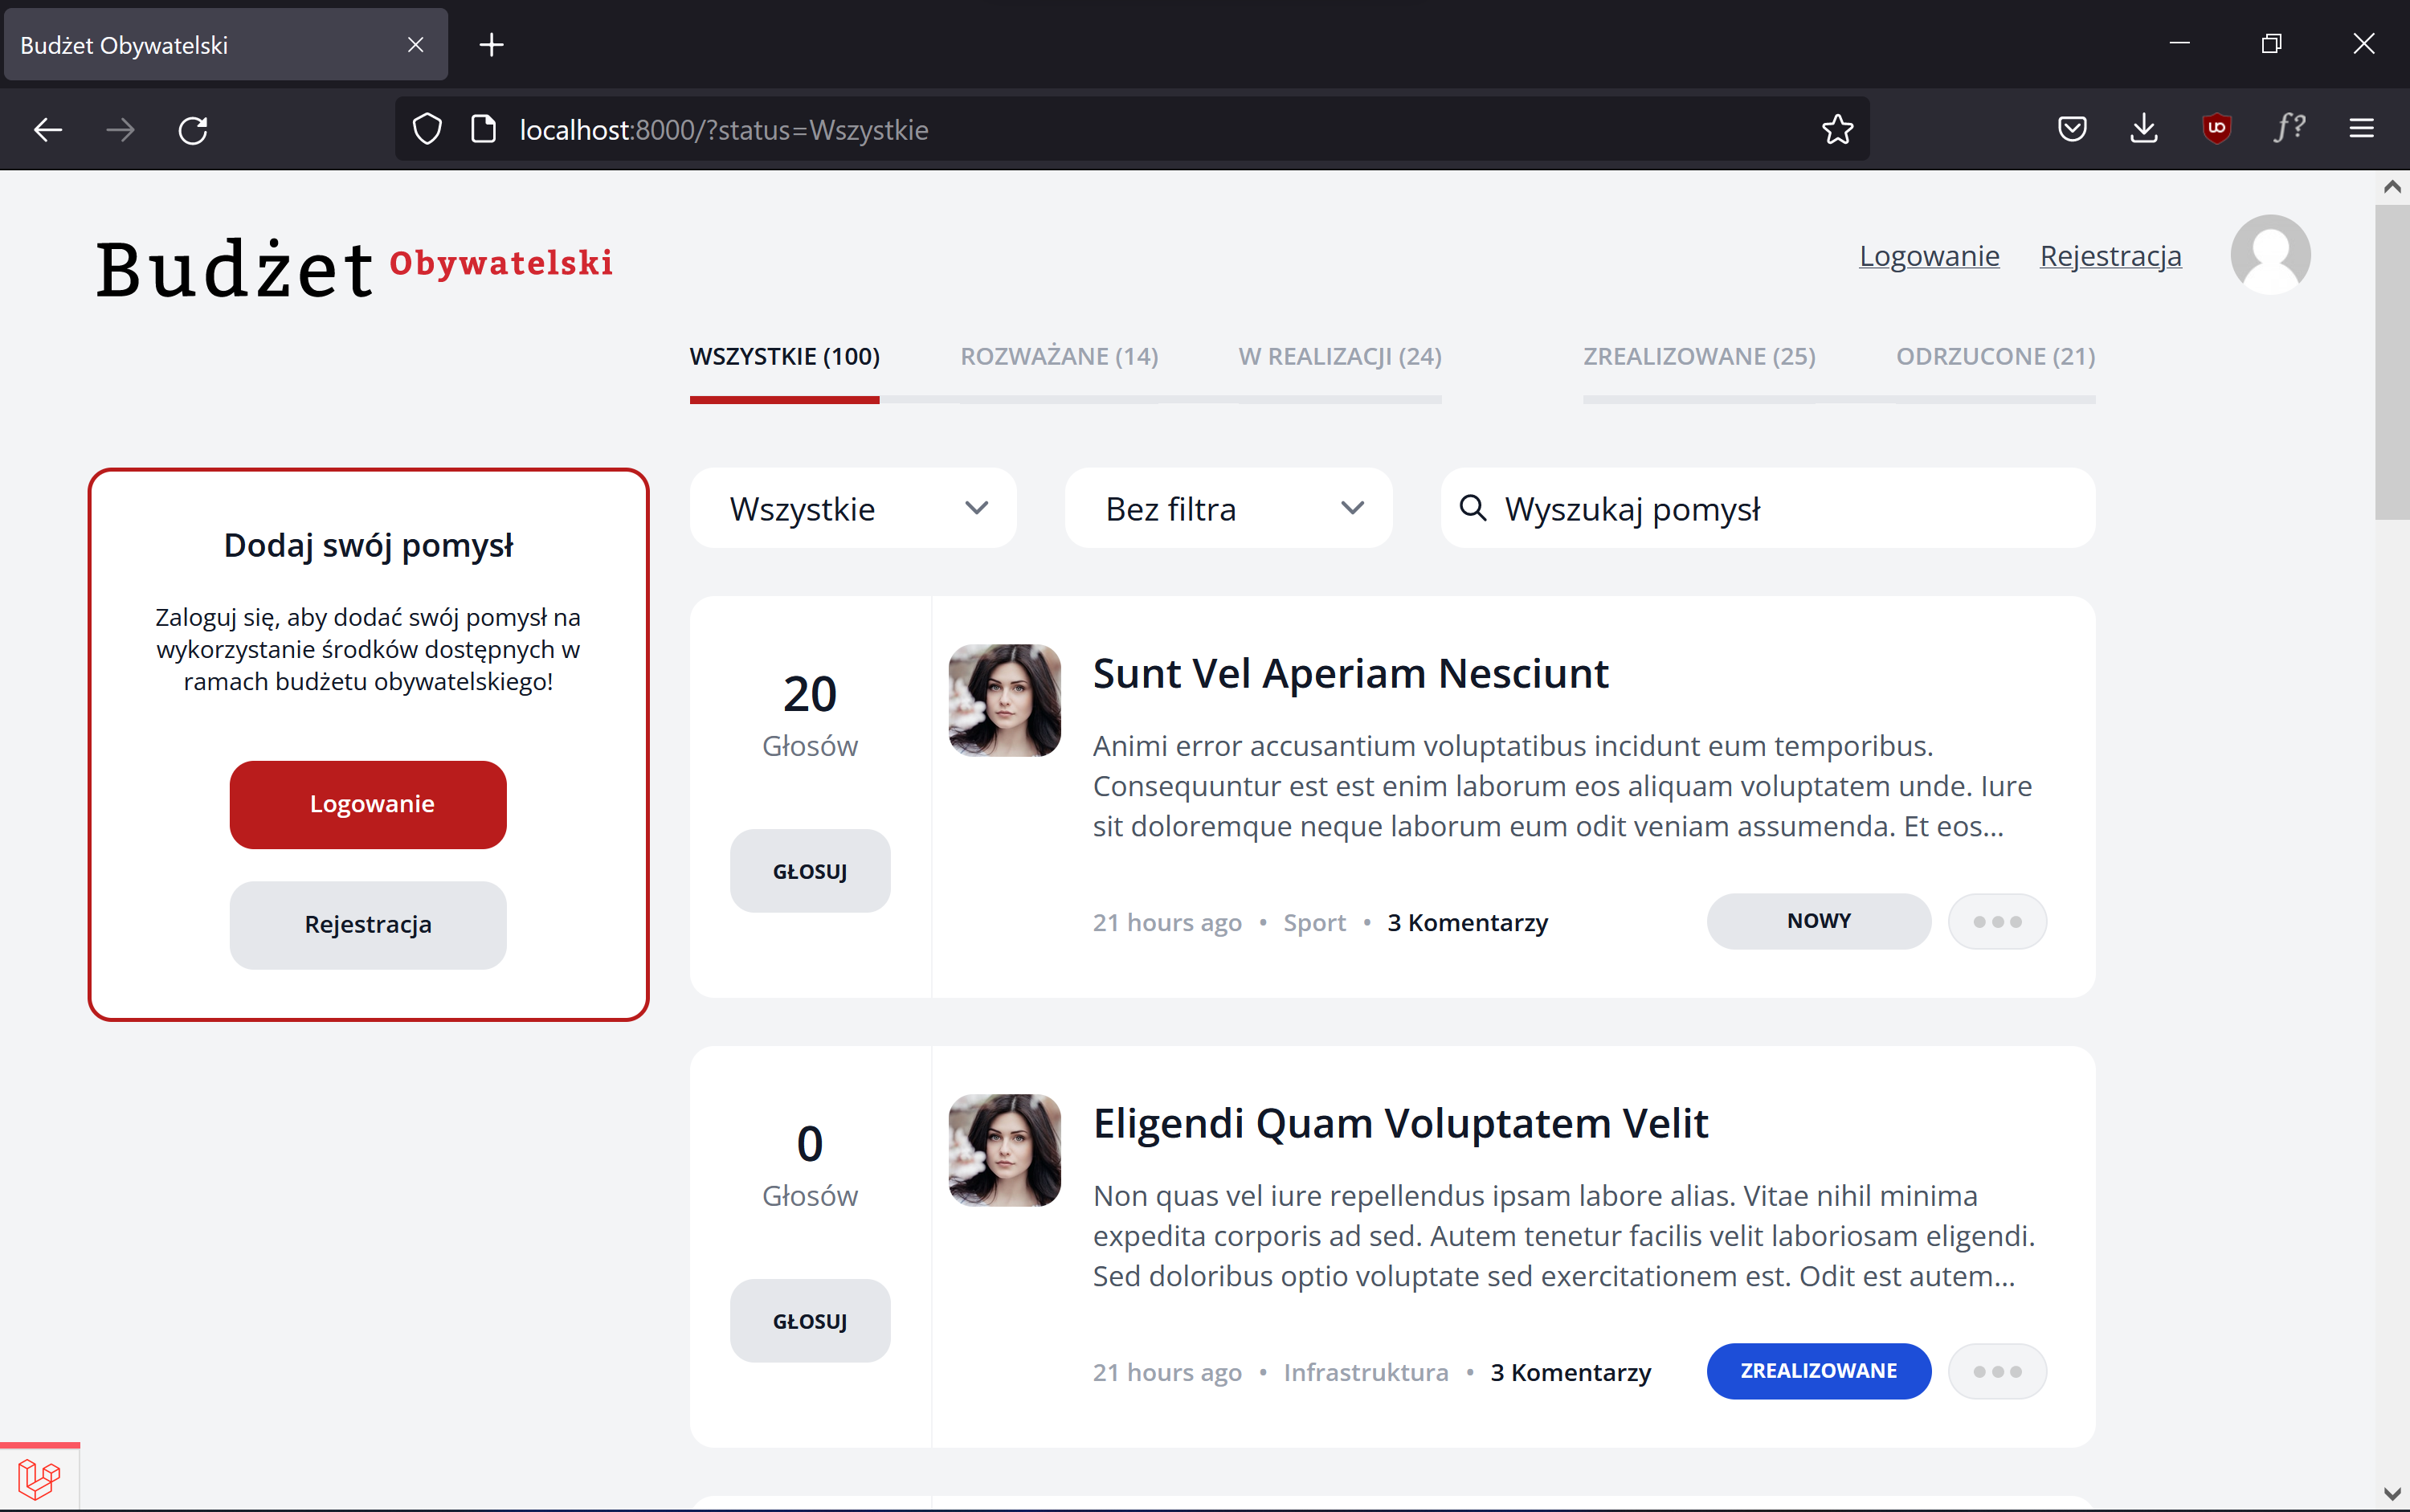 Budżet Obywatelski
localhost:8000/?status=Wszystkie
Budżet Obywatelski
Logowanie Rejestracja
WSZYSTKIE (100) ROZWAŻANE (14) W REALIZACJI (24) ZREALIZOWANE (25) ODRZUCONE (21)
Dodaj swój pomysł
Zaloguj się, aby dodać swój pomysł na
wykorzystanie środków dostępnych w
ramach budżetu obywatelskiego!
Logowanie
Rejestracja
Wszystkie Bez filtra Wyszukaj pomysł
20
Głosów
GŁOSUJ
Sunt Vel Aperiam Nesciunt
Animi error accusantium voluptatibus incidunt eum temporibus.
Consequuntur est est enim laborum eos aliquam voluptatem unde. Iure
sit doloremque neque laborum eum odit veniam assumenda. Et eos...
21 hours ago • Sport • 3 Komentarzy NOWY
0
Głosów
GŁOSUJ
Eligendi Quam Voluptatem Velit
Non quas vel iure repellendus ipsam labore alias. Vitae nihil minima
expedita corporis ad sed. Autem tenetur facilis velit laboriosam eligendi.
Sed doloribus optio voluptate sed exercitationem est. Odit est autem...
21 hours ago • Infrastruktura • 3 Komentarzy ZREALIZOWANE